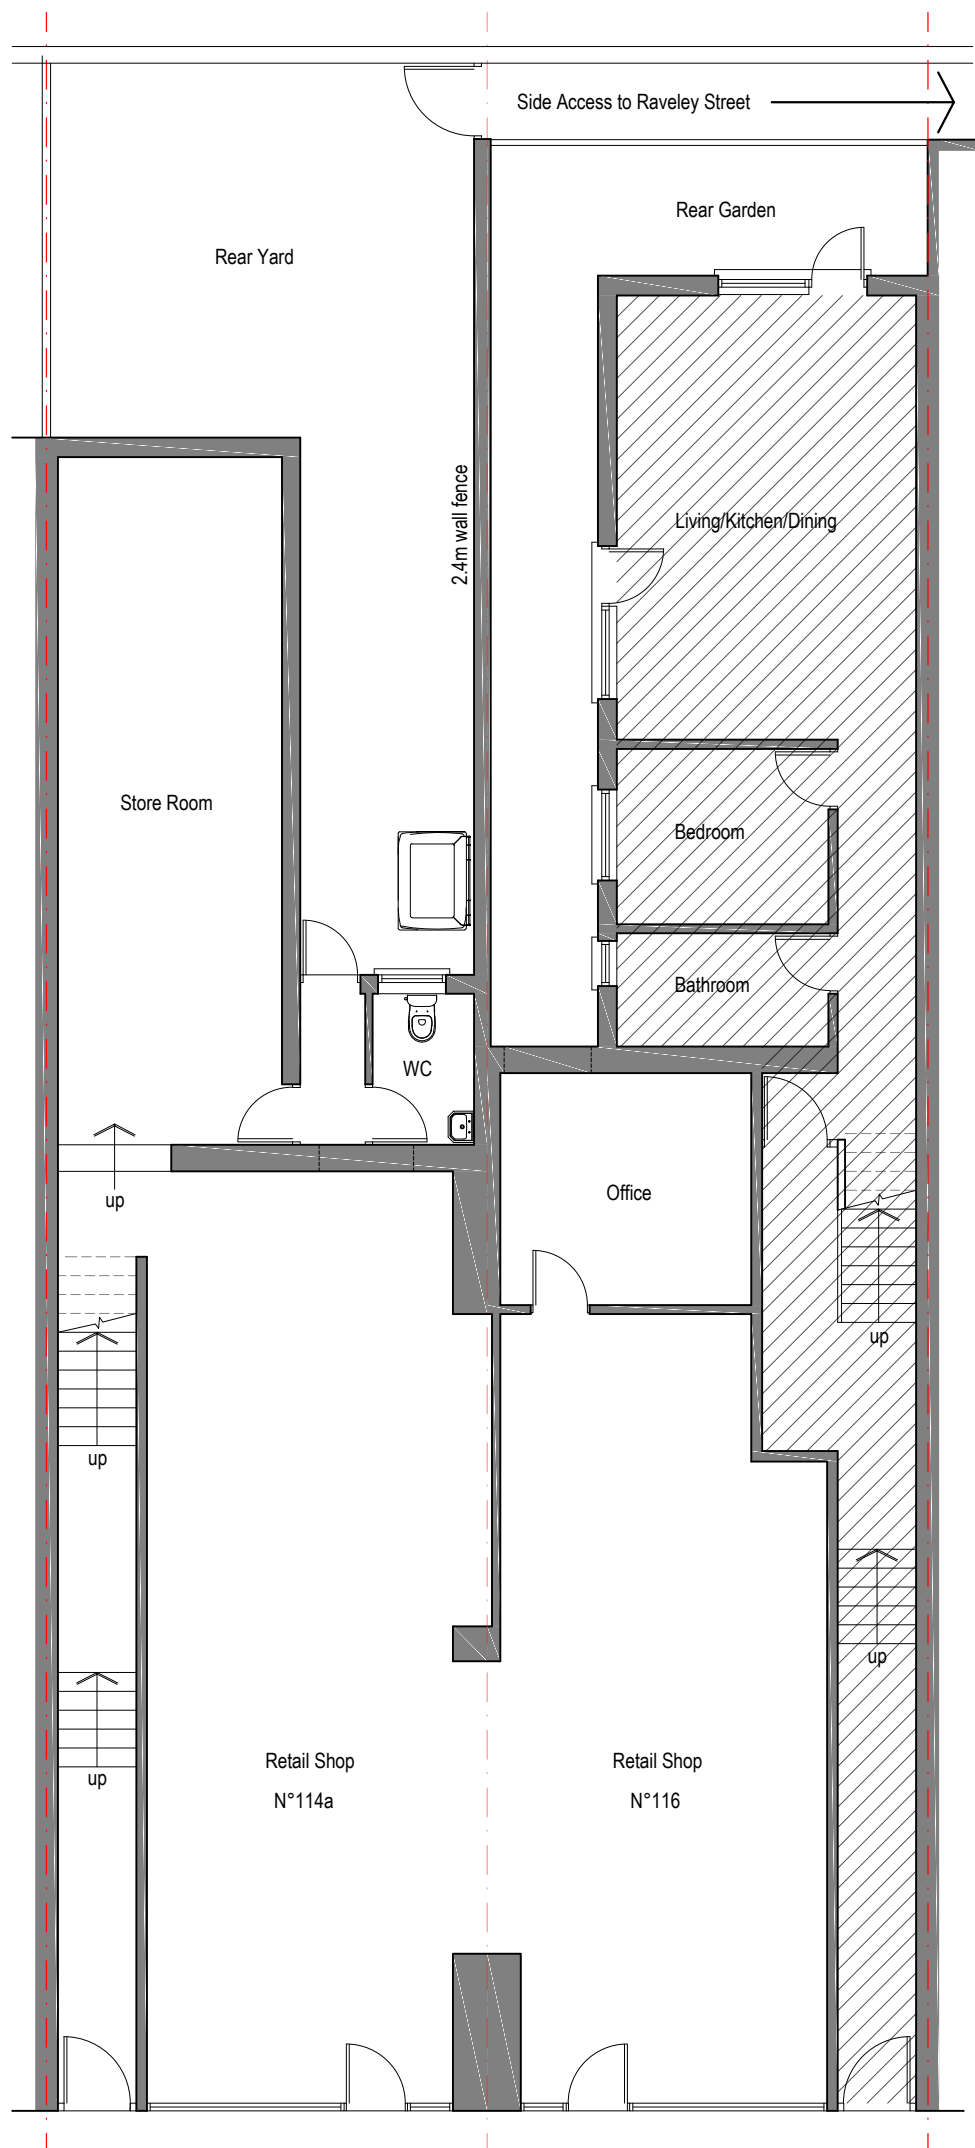 Side Access to Raveley Street
Rear Garden
Rear Yard
2.4m wall fence
Living/Kitchen/Dining
Store Room
Bedroom
Bathroom
WC
Office
up
up
up
up
up
Retail Shop
N°114a
Retail Shop
N°116